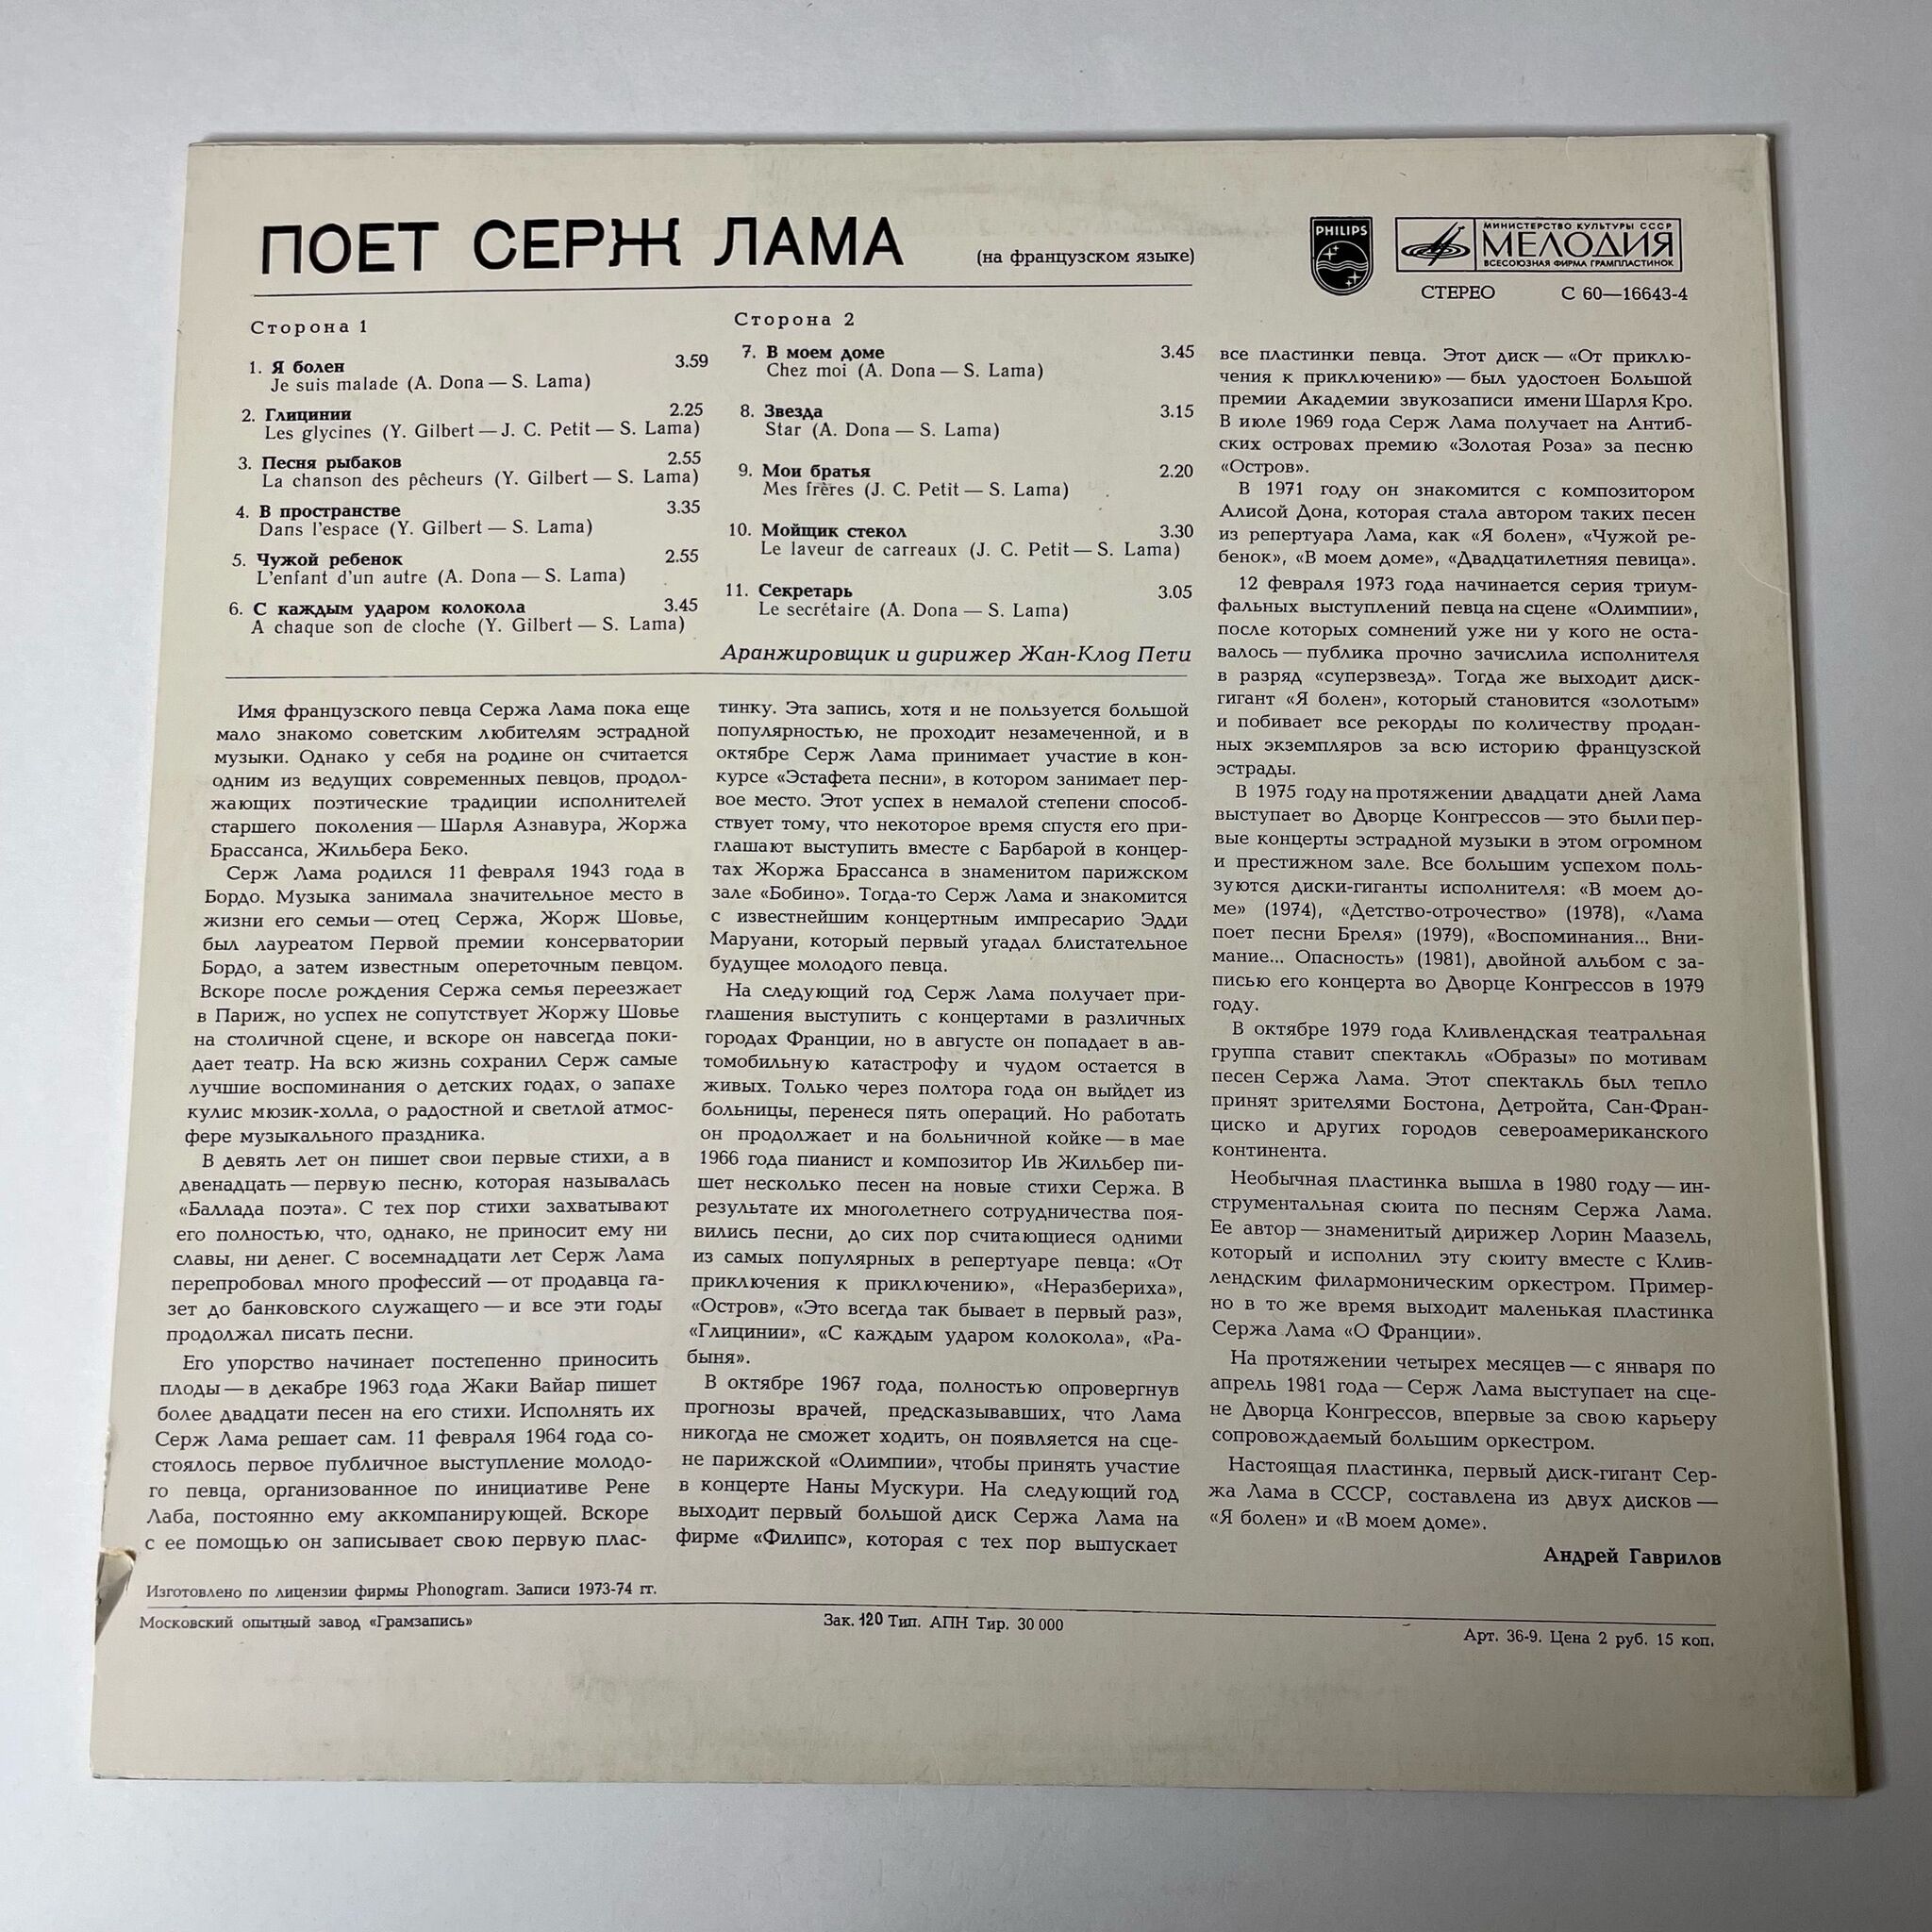 ПОЕТ СЕРЖ ЛАМА
(на французском языке)
PHILIPS
МИНИСТЕРСТВО КУЛЬТУРЫ СССР
МЕЛОДИЯ
ВСЕСОЮЗНАЯ ФИРМА ГРАМПЛАСТИНОК
СТЕРЕО С 60—16643-4
Сторона 1
1. Я болен 3.59
Je suis malade (A. Dona — S. Lama)
2. Глицинии 2.25
Les glycines (Y. Gilbert — J. C. Petit — S. Lama)
3. Песня рыбаков 2.55
La chanson des pêcheurs (Y. Gilbert — S. Lama)
4. В пространстве 3.35
Dans l'espace (Y. Gilbert — S. Lama)
5. Чужой ребенок 2.55
L'enfant d'un autre (A. Dona — S. Lama)
6. С каждым ударом колокола 3.45
A chaque son de cloche (Y. Gilbert — S. Lama)
Сторона 2
7. В моем доме 3.45
Chez moi (A. Dona — S. Lama)
8. Звезда 3.15
Star (A. Dona — S. Lama)
9. Мои братья 2.20
Mes frères (J. C. Petit — S. Lama)
10. Мойщик стекол 3.30
Le laveur de carreaux (J. C. Petit — S. Lama)
11. Секретарь 3.05
Le secrétaire (A. Dona — S. Lama)
Аранжировщик и дирижер Жан-Клод Пети
Имя французского певца Сержа Лама пока еще
мало знакомо советским любителям эстрадной
музыки. Однако у себя на родине он считается
одним из ведущих современных певцов, продол-
жающих поэтические традиции исполнителей
старшего поколения — Шарля Азнавура, Жоржа
Брассанса, Жильбера Беко.
Серж Лама родился 11 февраля 1943 года в
Бордо. Музыка занимала значительное место в
жизни его семьи — отец Сержа, Жорж Шовье,
был лауреатом Первой премии консерватории
Бордо, а затем известным опереточным певцом.
Вскоре после рождения Сержа семья переезжает
в Париж, но успех не сопутствует Жоржу Шовье
на столичной сцене, и вскоре он навсегда поки-
дает театр. На всю жизнь сохранил Серж самые
лучшие воспоминания о детских годах, о запахе
кулис мюзик-холла, о радостной и светлой атмос-
фере музыкального праздника.
В девять лет он пишет свои первые стихи, а в
двенадцать — первую песню, которая называлась
«Баллада поэта». С тех пор стихи захватывают
его полностью, что, однако, не приносит ему ни
славы, ни денег. С восемнадцати лет Серж Лама
перепробовал много профессий — от продавца га-
зет до банковского служащего — и все эти годы
продолжал писать песни.
Его упорство начинает постепенно приносить
плоды — в декабре 1963 года Жаки Вайар пишет
более двадцати песен на его стихи. Исполнять их
Серж Лама решает сам. 11 февраля 1964 года со-
стоялось первое публичное выступление молодо-
го певца, организованное по инициативе Рене
Лаба, постоянно ему аккомпанирующей. Вскоре
с ее помощью он записывает свою первую плас-
тинку. Эта запись, хотя и не пользуется большой
популярностью, не проходит незамеченной, и в
октябре Серж Лама принимает участие в кон-
курсе «Эстафета песни», в котором занимает пер-
вое место. Этот успех в немалой степени способ-
ствует тому, что некоторое время спустя его при-
глашают выступить вместе с Барбарой в концер-
тах Жоржа Брассанса в знаменитом парижском
зале «Бобино». Тогда-то Серж Лама и знакомится
с известнейшим концертным импресарио Эдди
Маруани, который первый угадал блистательное
будущее молодого певца.
На следующий год Серж Лама получает при-
глашения выступить с концертами в различных
городах Франции, но в августе он попадает в ав-
томобильную катастрофу и чудом остается в
живых. Только через полтора года он выйдет из
больницы, перенеся пять операций. Но работать
он продолжает и на больничной койке — в мае
1966 года пианист и композитор Ив Жильбер пи-
шет несколько песен на новые стихи Сержа. В
результате их многолетнего сотрудничества поя-
вились песни, до сих пор считающиеся одними
из самых популярных в репертуаре певца: «От
приключения к приключению», «Неразбериха»,
«Остров», «Это всегда так бывает в первый раз»,
«Глицинии», «С каждым ударом колокола», «Ра-
быня».
В октябре 1967 года, полностью опровергнув
прогнозы врачей, предсказывавших, что Лама
никогда не сможет ходить, он появляется на сце-
не парижской «Олимпии», чтобы принять участие
в концерте Наны Мускури. На следующий год
выходит первый большой диск Сержа Лама на
фирме «Филипс», которая с тех пор выпускает
все пластинки певца. Этот диск — «От приклю-
чения к приключению» — был удостоен Большой
премии Академии звукозаписи имени Шарля Кро.
В июле 1969 года Серж Лама получает на Антиб-
ских островах премию «Золотая Роза» за песню
«Остров».
В 1971 году он знакомится с композитором
Алисой Дона, которая стала автором таких песен
из репертуара Лама, как «Я болен», «Чужой ре-
бенок», «В моем доме», «Двадцатилетняя певица».
12 февраля 1973 года начинается серия триум-
фальных выступлений певца на сцене «Олимпии»,
после которых сомнений уже ни у кого не оста-
валось — публика прочно зачислила исполнителя
в разряд «суперзвезд». Тогда же выходит диск-
гигант «Я болен», который становится «золотым»
и побивает все рекорды по количеству продан-
ных экземпляров за всю историю французской
эстрады.
В 1975 году на протяжении двадцати дней Лама
выступает во Дворце Конгрессов — это были пер-
вые концерты эстрадной музыки в этом огромном
и престижном зале. Все большим успехом поль-
зуются диски-гиганты исполнителя: «В моем до-
ме» (1974), «Детство-отрочество» (1978), «Лама
поет песни Бреля» (1979), «Воспоминания... Вни-
мание... Опасность» (1981), двойной альбом с за-
писью его концерта во Дворце Конгрессов в 1979
году.
В октябре 1979 года Кливлендская театральная
группа ставит спектакль «Образы» по мотивам
песен Сержа Лама. Этот спектакль был тепло
принят зрителями Бостона, Детройта, Сан-Фран-
циско и других городов североамериканского
континента.
Необычная пластинка вышла в 1980 году — ин-
струментальная сюита по песням Сержа Лама.
Ее автор — знаменитый дирижер Лорин Маазель,
который и исполнил эту сюиту вместе с Клив-
лендским филармоническим оркестром. Пример-
но в то же время выходит маленькая пластинка
Сержа Лама «О Франции».
На протяжении четырех месяцев — с января по
апрель 1981 года — Серж Лама выступает на сце-
не Дворца Конгрессов, впервые за свою карьеру
сопровождаемый большим оркестром.
Настоящая пластинка, первый диск-гигант Сер-
жа Лама в СССР, составлена из двух дисков —
«Я болен» и «В моем доме».
Андрей Гаврилов
Изготовлено по лицензии фирмы Phonogram. Записи 1973-74 гг.
Московский опытный завод «Грамзапись»
Зак. 120 Тип. АПН Тир. 30 000
Арт. 36-9. Цена 2 руб. 15 коп.